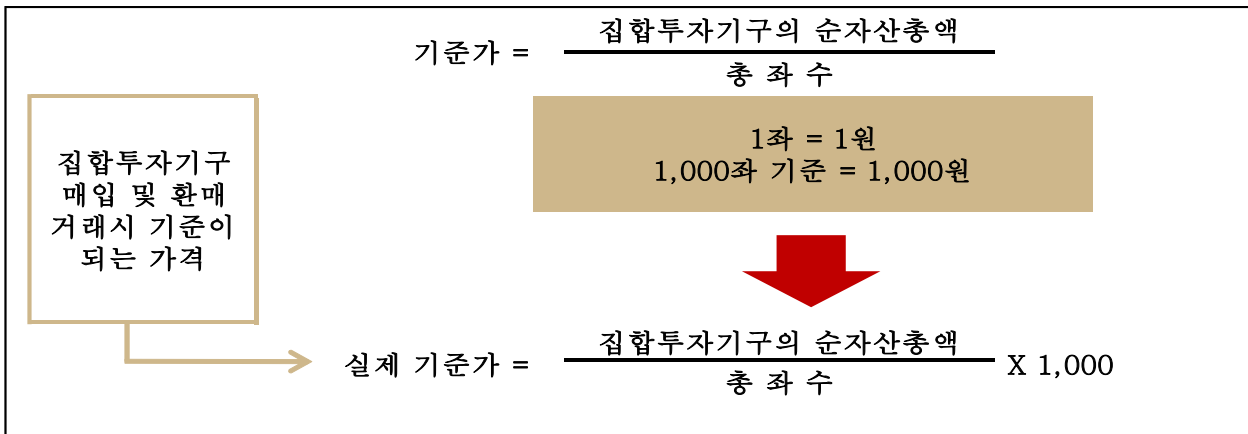 기준가 =
집합투자기구의 순자산총액
총 좌 수
1좌 = 1원
1,000좌 기준 = 1,000원
집합투자기구
매입 및 환매
거래시 기준이
되는 가격
실제 기준가 =
집합투자기구의 순자산총액
총 좌 수
X 1,000